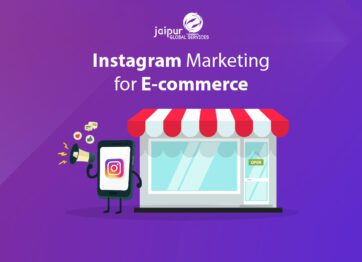 jaipur
GLOBAL SERVICES
Instagram Marketing
for E-commerce
OPEN